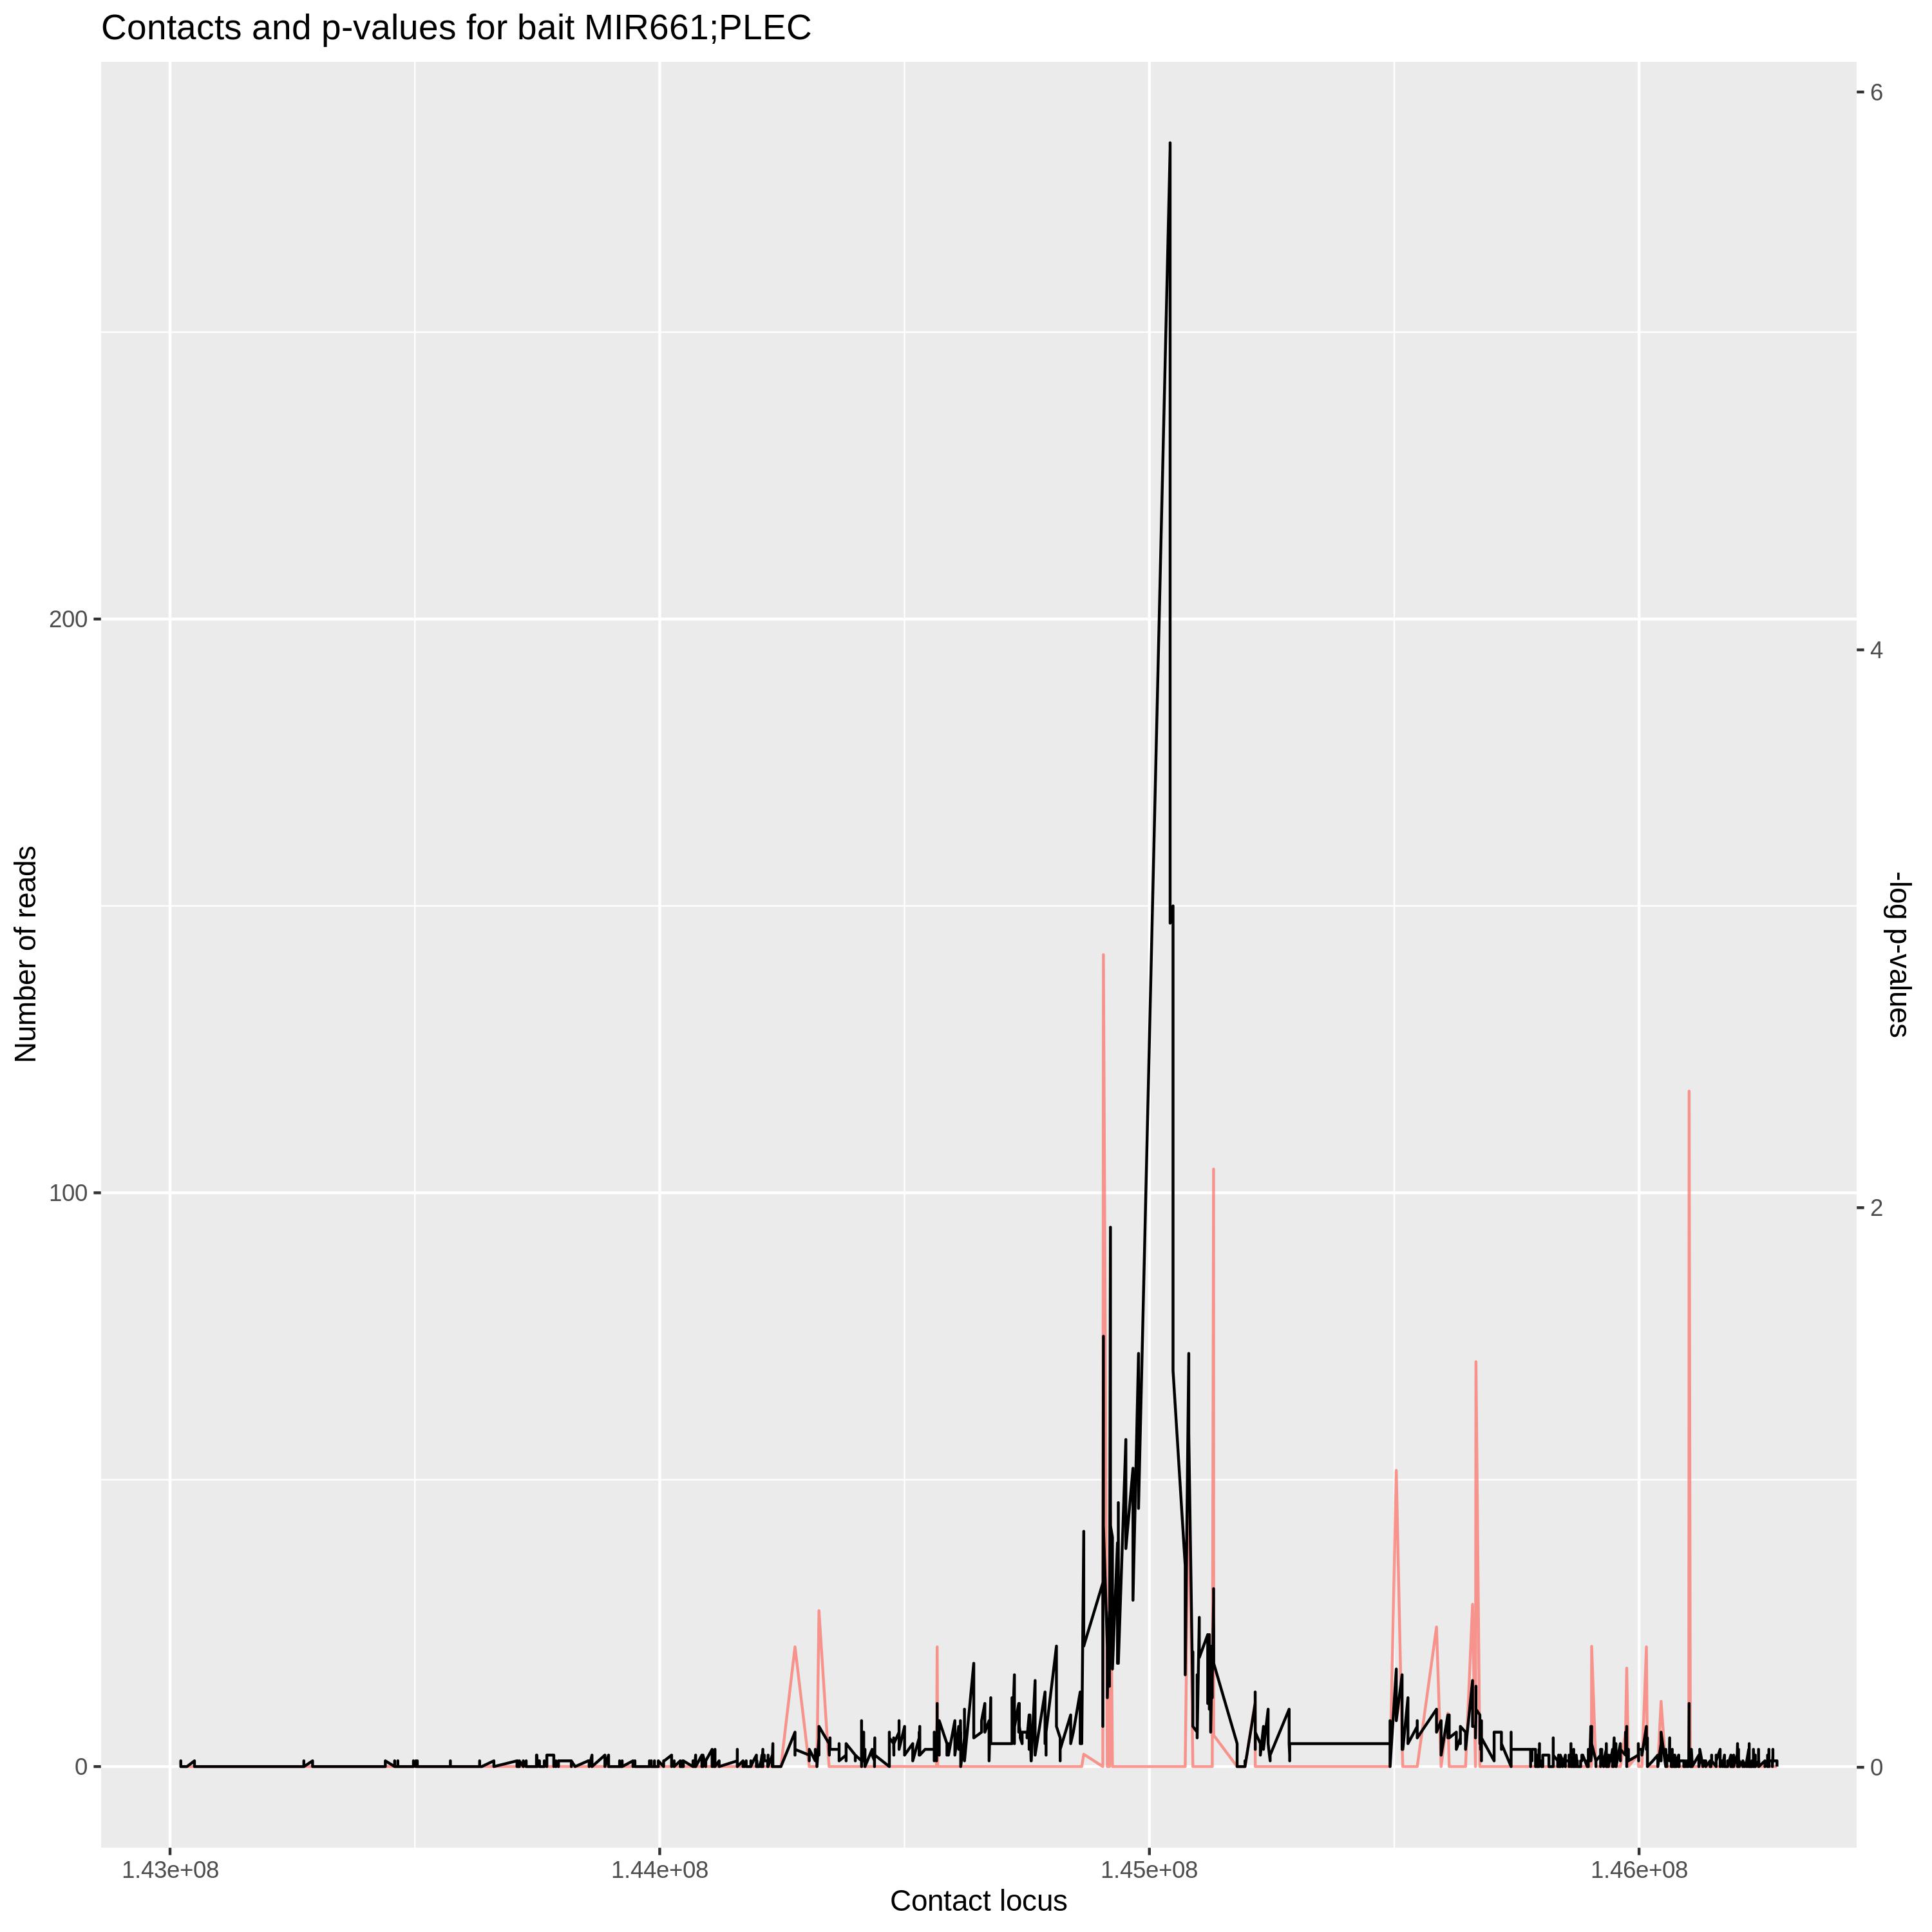 Contacts and p-values for bait MIR661;PLEC
6
4
2
0
200
100
0
Number of reads
-log p-values
1.43e+08
1.44e+08
1.45e+08
1.46e+08
Contact locus